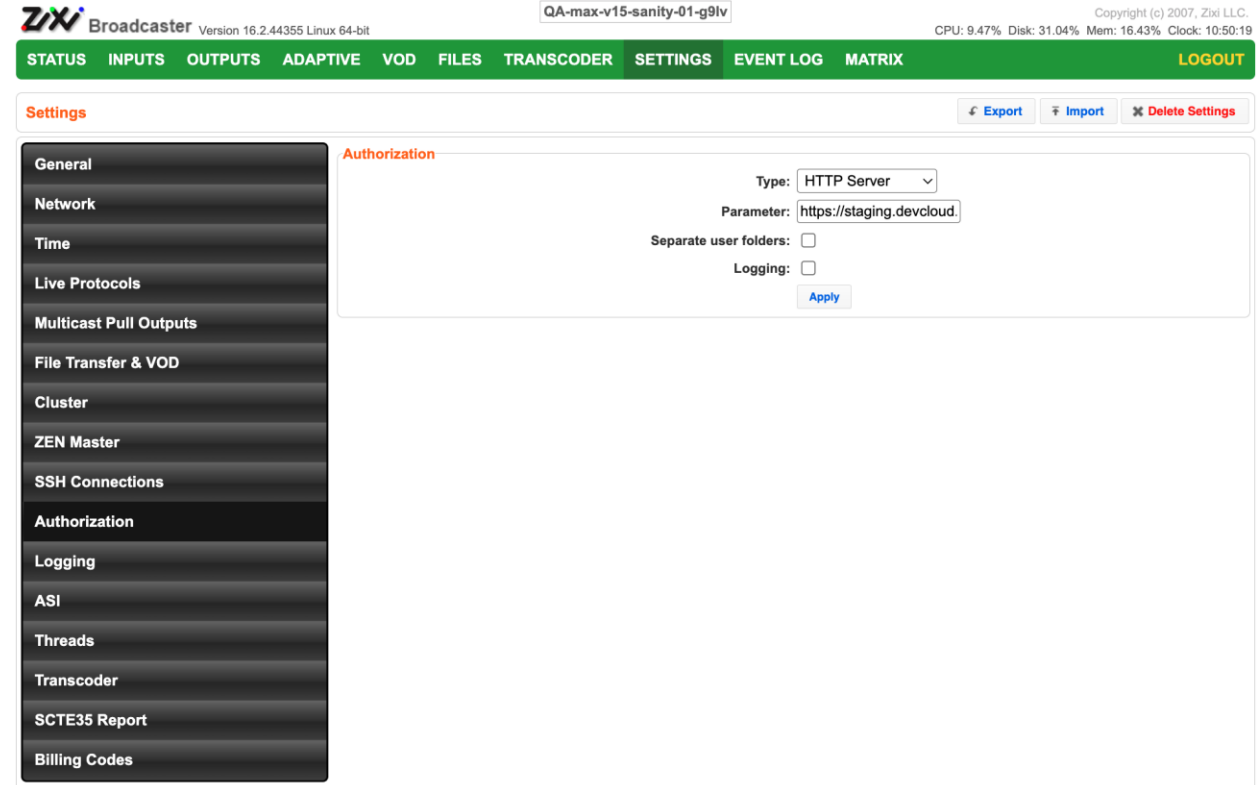 QA-max-v15-sanity-01-g9lv
Copyright (c) 2007, Zixi LLC.
ZiXi Broadcaster Version 16.2.44355 Linux 64-bit
CPU: 9.47% Disk: 31.04% Mem: 16.43% Clock: 10:50:19
STATUS INPUTS OUTPUTS ADAPTIVE VOD FILES TRANSCODER SETTINGS EVENT LOG MATRIX LOGOUT
Settings Export Import Delete Settings
General
Network
Time
Live Protocols
Multicast Pull Outputs
File Transfer & VOD
Cluster
ZEN Master
SSH Connections
Authorization
Logging
ASI
Threads
Transcoder
SCTE35 Report
Billing Codes
Authorization
Type: HTTP Server
Parameter: https://staging.devcloud.
Separate user folders:
Logging:
Apply